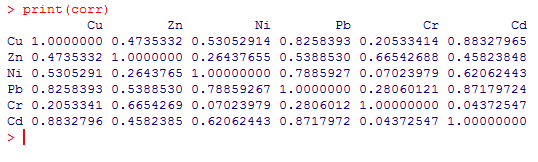 > print(corr)
Cu Zn Ni Pb Cr Cd
Cu 1.0000000 0.4735332 0.53052914 0.8258393 0.20533414 0.88327965
Zn 0.4735332 1.0000000 0.26437655 0.5388530 0.66542688 0.45823848
Ni 0.5305291 0.2643765 1.00000000 0.7885927 0.07023979 0.62062443
Pb 0.8258393 0.5388530 0.78859267 1.0000000 0.28060121 0.87179724
Cr 0.2053341 0.6654269 0.07023979 0.2806012 1.00000000 0.04372547
Cd 0.8832796 0.4582385 0.62062443 0.8717972 0.04372547 1.00000000
>